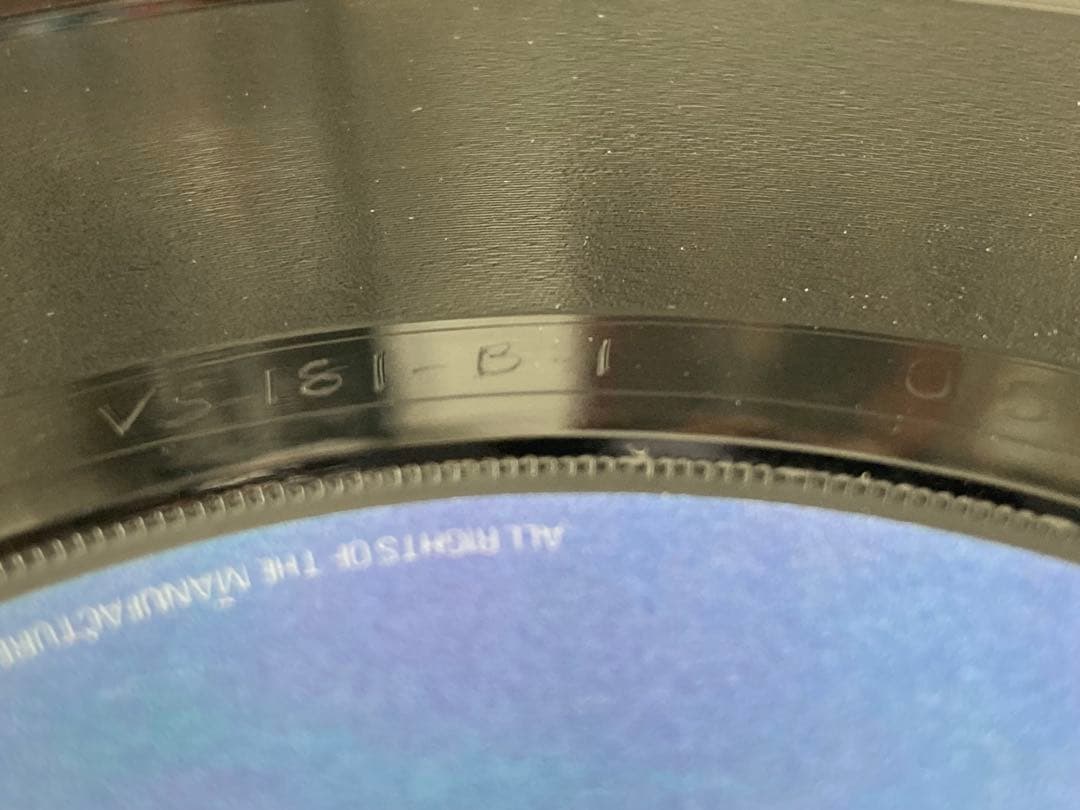 VS-181-B-1
ALL RIGHTS OF THE MANUFACTURE